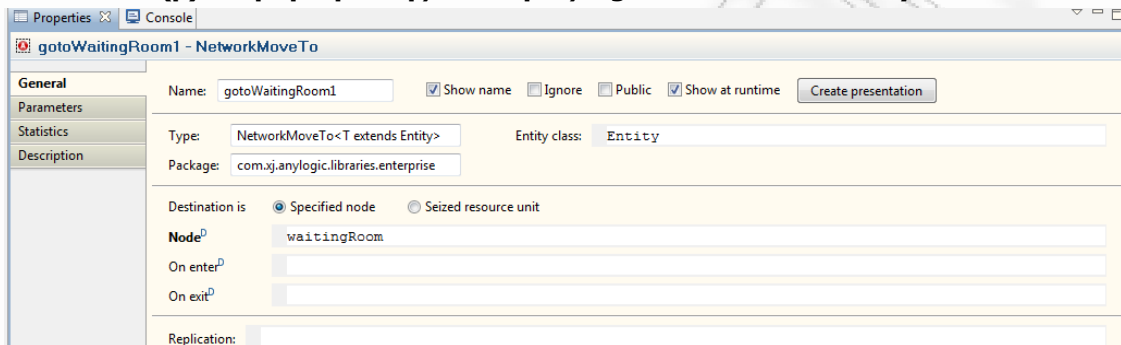 Properties Console
gotoWaitingRoom1 - NetworkMoveTo
General
Parameters
Statistics
Description
Name: gotoWaitingRoom1 Show name Ignore Public Show at runtime Create presentation
Type: NetworkMoveTo<T extends Entity> Entity class: Entity
Package: com.xj.anylogic.libraries.enterprise
Destination is Specified node Seized resource unit
NodeD waitingRoom
On enterD
On exitD
Replication: